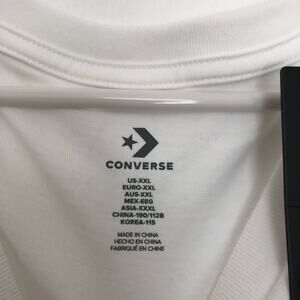 CONVERSE
US-XXL
EURO-XXL
AUS-XXL
MEX-EEG
ASIA-XXXL
CHINA-190/112B
KOREA-115
MADE IN CHINA
HECHO EN CHINA
FABRIQUÉ EN CHINE